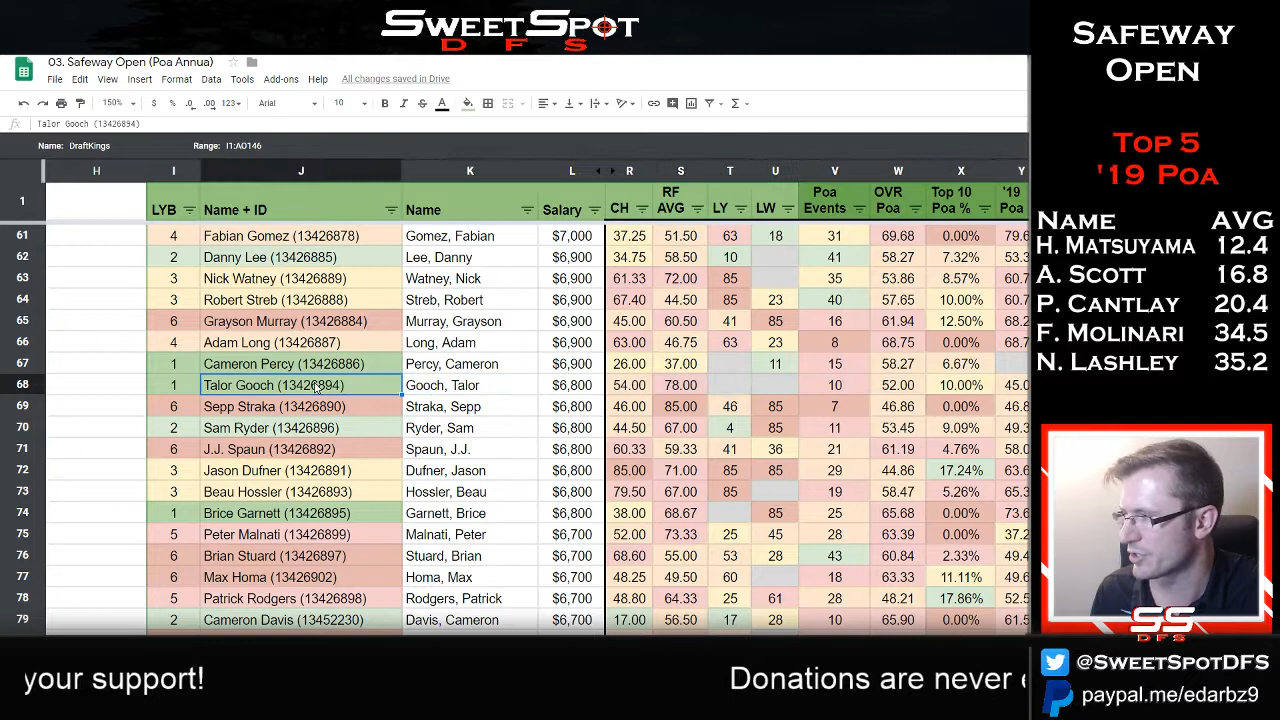 SweetSpot
DFS
03. Safeway Open (Poa Annua)
File Edit View Insert Format Data Tools Add-ons Help All changes saved in Drive
150% $ % .0 .00 123 Arial 10 B I S A
fx Talor Gooch (13426894)
Name: DraftKings Range: I1:AO146
H I J K L R S T U V W X Y
1 LYB Name + ID Name Salary CH RF AVG LY LW Poa Events OVR Poa Top 10 Poa % '19 Poa
61 4 Fabian Gomez (13426878) Gomez, Fabian $7,000 37.25 51.50 63 18 31 69.68 0.00% 79.6
62 2 Danny Lee (13426885) Lee, Danny $6,900 34.75 58.50 10 41 58.27 7.32% 53.3
63 3 Nick Watney (13426889) Watney, Nick $6,900 61.33 72.00 85 35 53.86 8.57% 60.7
64 3 Robert Streb (13426888) Streb, Robert $6,900 67.40 44.50 85 23 40 57.65 10.00% 60.7
65 6 Grayson Murray (13426884) Murray, Grayson $6,900 45.00 60.50 41 85 16 61.94 12.50% 68.2
66 4 Adam Long (13426887) Long, Adam $6,900 63.00 46.75 63 33 8 68.75 0.00% 68.7
67 1 Cameron Percy (13426886) Percy, Cameron $6,900 26.00 37.00 11 15 58.27 6.67%
68 1 Talor Gooch (13426894) Gooch, Talor $6,800 54.00 78.00 10 52.00 10.00% 45.0
69 6 Sepp Straka (13426890) Straka, Sepp $6,800 46.00 85.00 46 85 7 46.86 0.00% 46.8
70 2 Sam Ryder (13426896) Ryder, Sam $6,800 44.50 67.00 4 85 11 53.45 9.09% 49.3
71 6 J.J. Spaun (13426892) Spaun, J.J. $6,800 60.33 59.33 41 36 21 61.19 4.76% 58.0
72 3 Jason Dufner (13426891) Dufner, Jason $6,800 85.00 71.00 85 85 29 44.86 17.24% 63.6
73 3 Beau Hossler (13426893) Hossler, Beau $6,800 79.50 67.00 85 19 58.47 5.26% 65.3
74 1 Brice Garnett (13426895) Garnett, Brice $6,800 38.00 68.67 85 25 65.68 0.00% 73.6
75 5 Peter Malnati (13426899) Malnati, Peter $6,800 52.00 73.33 25 45 28 63.39 0.00% 37.2
76 6 Brian Stuard (13426897) Stuard, Brian $6,800 68.60 55.00 53 28 43 60.84 2.33% 49.4
77 6 Max Homa (13426902) Homa, Max $6,700 48.25 49.50 60 18 63.33 11.11% 49.6
78 5 Patrick Rodgers (13426898) Rodgers, Patrick $6,700 48.80 64.33 25 61 28 48.21 17.86% 52.5
79 2 Cameron Davis (13452230) Davis, Cameron $6,700 17.00 56.50 17 28 10 65.90 0.00% 61.5
Safeway
Open
Top 5
'19 Poa
Name AVG
H. Matsuyama 12.4
A. Scott 16.8
P. Cantlay 20.4
F. Molinari 34.5
N. Lashley 35.2
SS
DFS
@SweetSpotDFS
paypal.me/edarbz9
your support! Donations are never